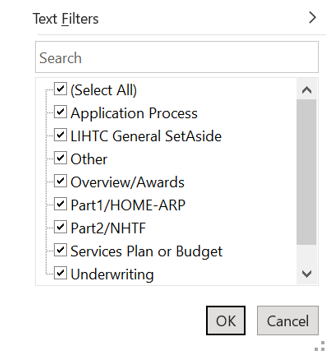 Text Filters
Search
(Select All)
Application Process
LIHTC General SetAside
Other
Overview/Awards
Part1/HOME-ARP
Part2/NHTF
Services Plan or Budget
Underwriting
OK Cancel